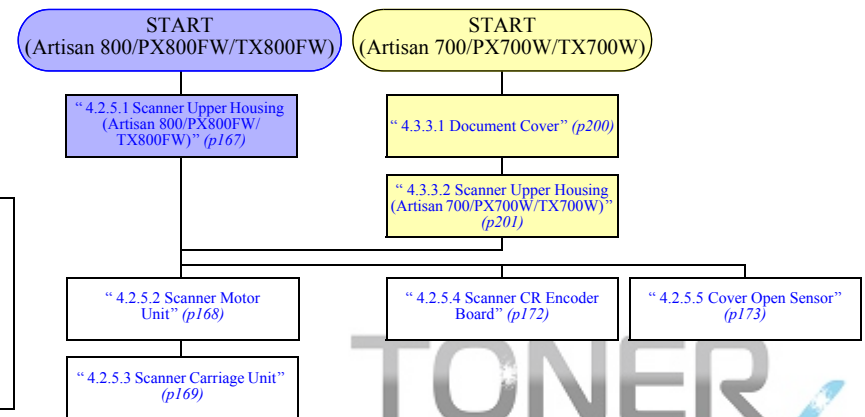 START
(Artisan 800/PX800FW/TX800FW)
START
(Artisan 700/PX700W/TX700W)
“ 4.2.5.1 Scanner Upper Housing
(Artisan 800/PX800FW/
TX800FW)” (p167)
“ 4.3.3.1 Document Cover” (p200)
“ 4.3.3.2 Scanner Upper Housing
(Artisan 700/PX700W/TX700W)”
(p201)
“ 4.2.5.2 Scanner Motor
Unit” (p168)
“ 4.2.5.4 Scanner CR Encoder
Board” (p172)
“ 4.2.5.5 Cover Open Sensor”
(p173)
“ 4.2.5.3 Scanner Carriage Unit”
(p169)
TONER